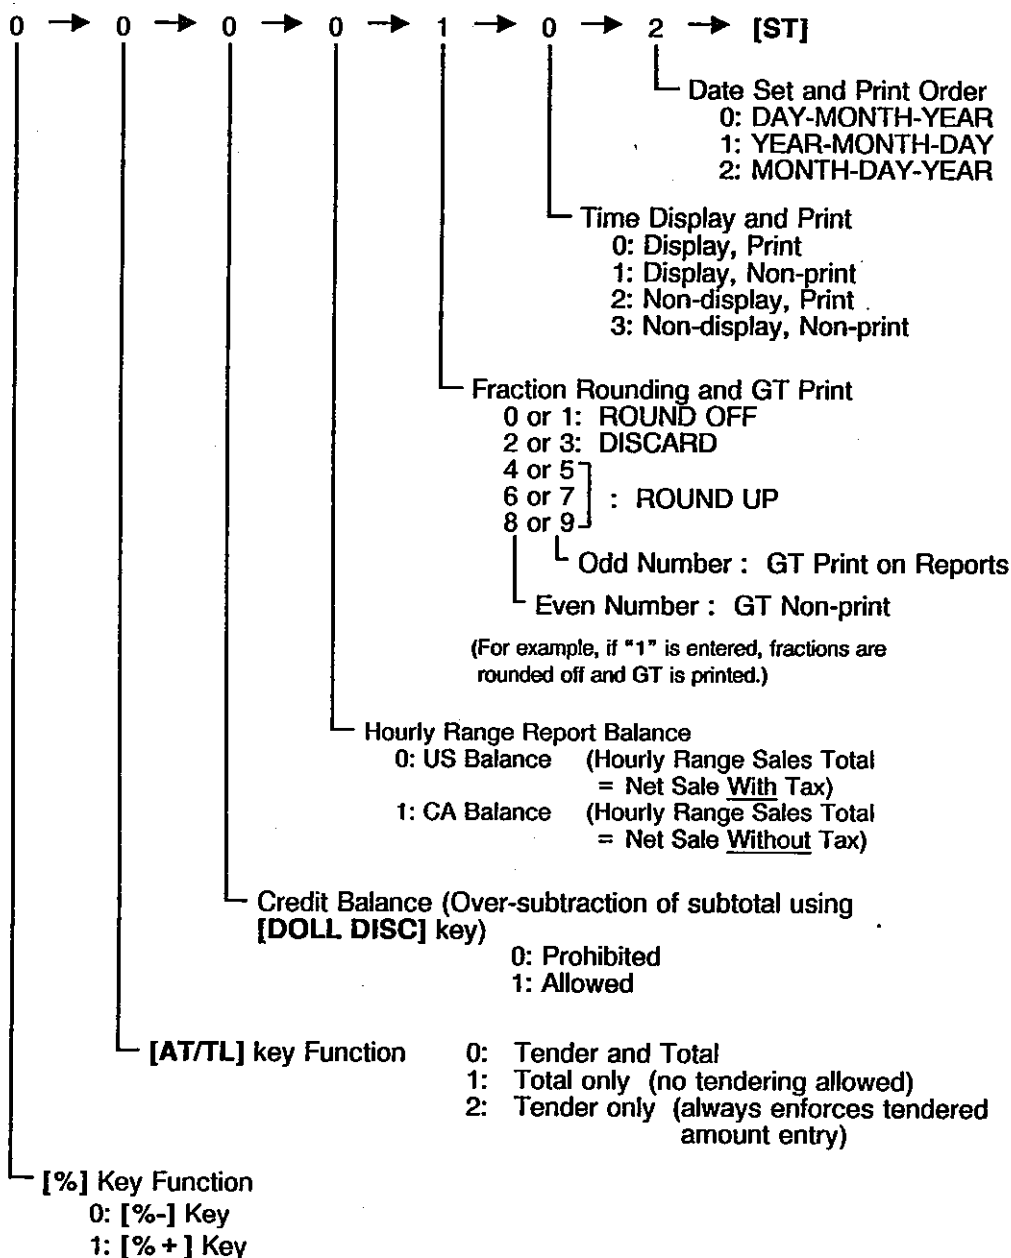 0 → 0 → 0 → 0 → 1 → 0 → 2 → [ST]
Date Set and Print Order
0: DAY-MONTH-YEAR
1: YEAR-MONTH-DAY
2: MONTH-DAY-YEAR
Time Display and Print
0: Display, Print
1: Display, Non-print
2: Non-display, Print
3: Non-display, Non-print
Fraction Rounding and GT Print
0 or 1: ROUND OFF
2 or 3: DISCARD
4 or 5
6 or 7 : ROUND UP
8 or 9
Odd Number : GT Print on Reports
Even Number : GT Non-print
(For example, if "1" is entered, fractions are
rounded off and GT is printed.)
Hourly Range Report Balance
0: US Balance (Hourly Range Sales Total
= Net Sale With Tax)
1: CA Balance (Hourly Range Sales Total
= Net Sale Without Tax)
Credit Balance (Over-subtraction of subtotal using
[DOLL DISC] key)
0: Prohibited
1: Allowed
[AT/TL] key Function 0: Tender and Total
1: Total only (no tendering allowed)
2: Tender only (always enforces tendered
amount entry)
[%] Key Function
0: [%-] Key
1: [%+] Key